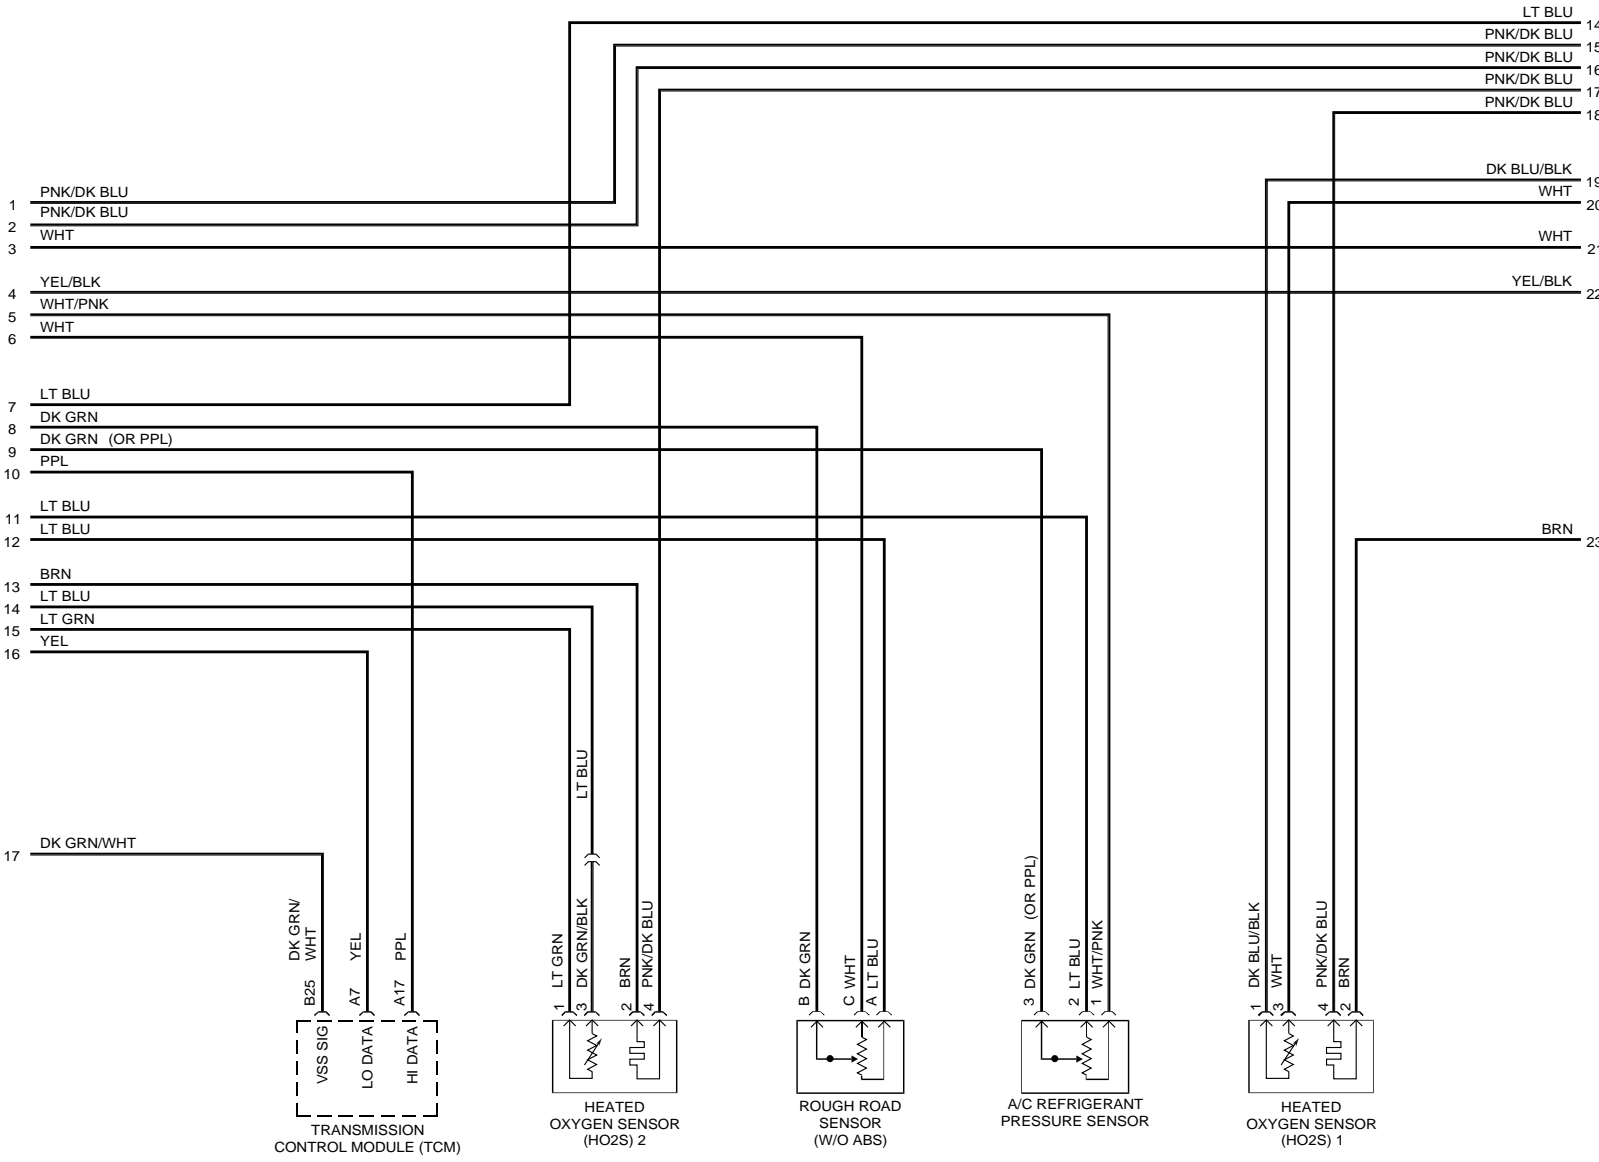 LT BLU 14
PNK/DK BLU 15
PNK/DK BLU 16
PNK/DK BLU 17
PNK/DK BLU 18
DK BLU/BLK 19
WHT 20
WHT 21
YEL/BLK 22
BRN 23
1 PNK/DK BLU
2 PNK/DK BLU
3 WHT
4 YEL/BLK
5 WHT/PNK
6 WHT
7 LT BLU
8 DK GRN
9 DK GRN (OR PPL)
10 PPL
11 LT BLU
12 LT BLU
13 BRN
14 LT BLU
15 LT GRN
16 YEL
17 DK GRN/WHT
LT BLU
B25 DK GRN/
WHT
A7 YEL
A17 PPL
1 LT GRN
3 DK GRN/BLK
2 BRN
4 PNK/DK BLU
B DK GRN
C WHT
A LT BLU
3 DK GRN (OR PPL)
2 LT BLU
1 WHT/PNK
1 DK BLU/BLK
3 WHT
4 PNK/DK BLU
2 BRN
VSS SIG
LO DATA
HI DATA
TRANSMISSION
CONTROL MODULE (TCM)
HEATED
OXYGEN SENSOR
(HO2S) 2
ROUGH ROAD
SENSOR
(W/O ABS)
A/C REFRIGERANT
PRESSURE SENSOR
HEATED
OXYGEN SENSOR
(HO2S) 1